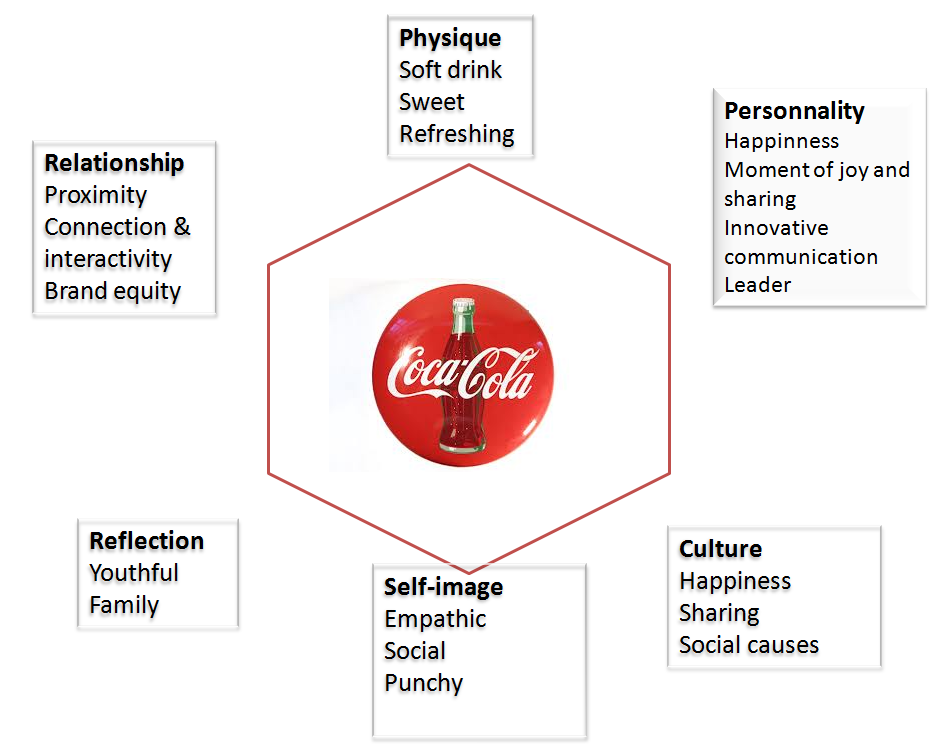 Physique
Soft drink
Sweet
Refreshing
Personnality
Happinness
Moment of joy and
sharing
Innovative
communication
Leader
Relationship
Proximity
Connection &
interactivity
Brand equity
Coca-Cola
Reflection
Youthful
Family
Self-image
Empathic
Social
Punchy
Culture
Happiness
Sharing
Social causes